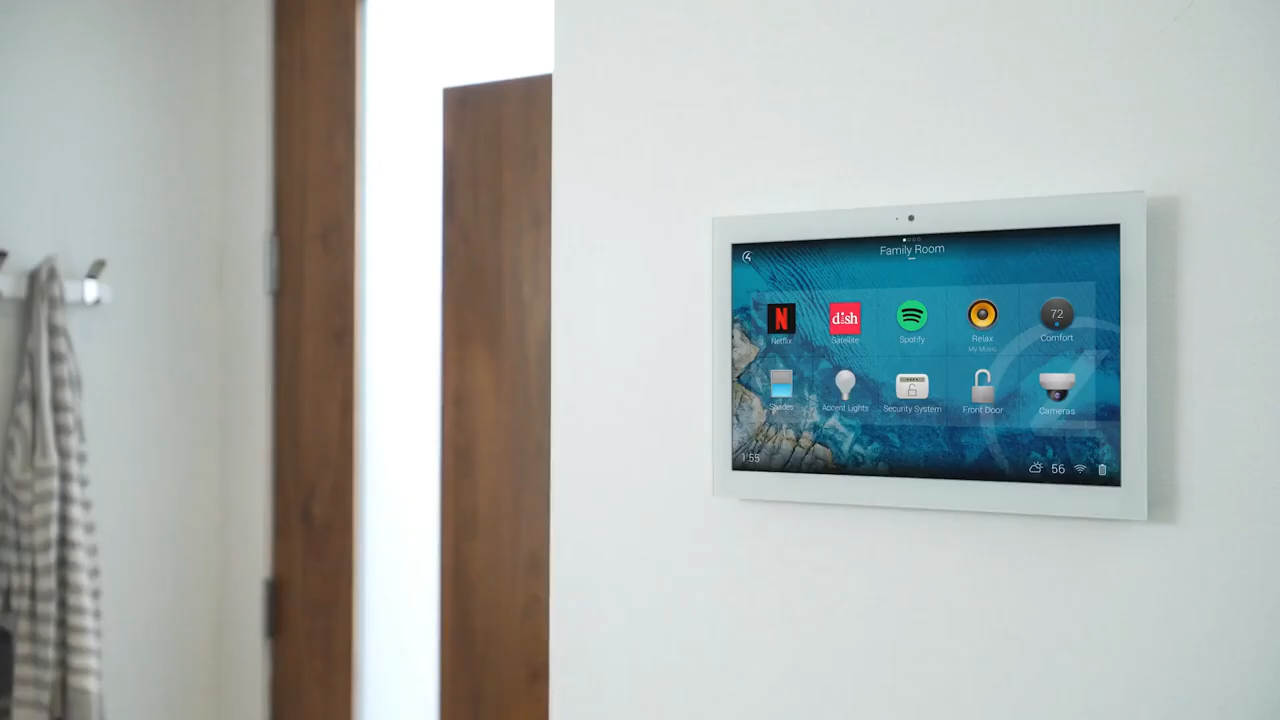 Family Room
N
dish
72
Netflix
Satellite
Spotify
Relax
My Music
Comfort
Shades
Accent Lights
Security System
Front Door
Cameras
1:55
56